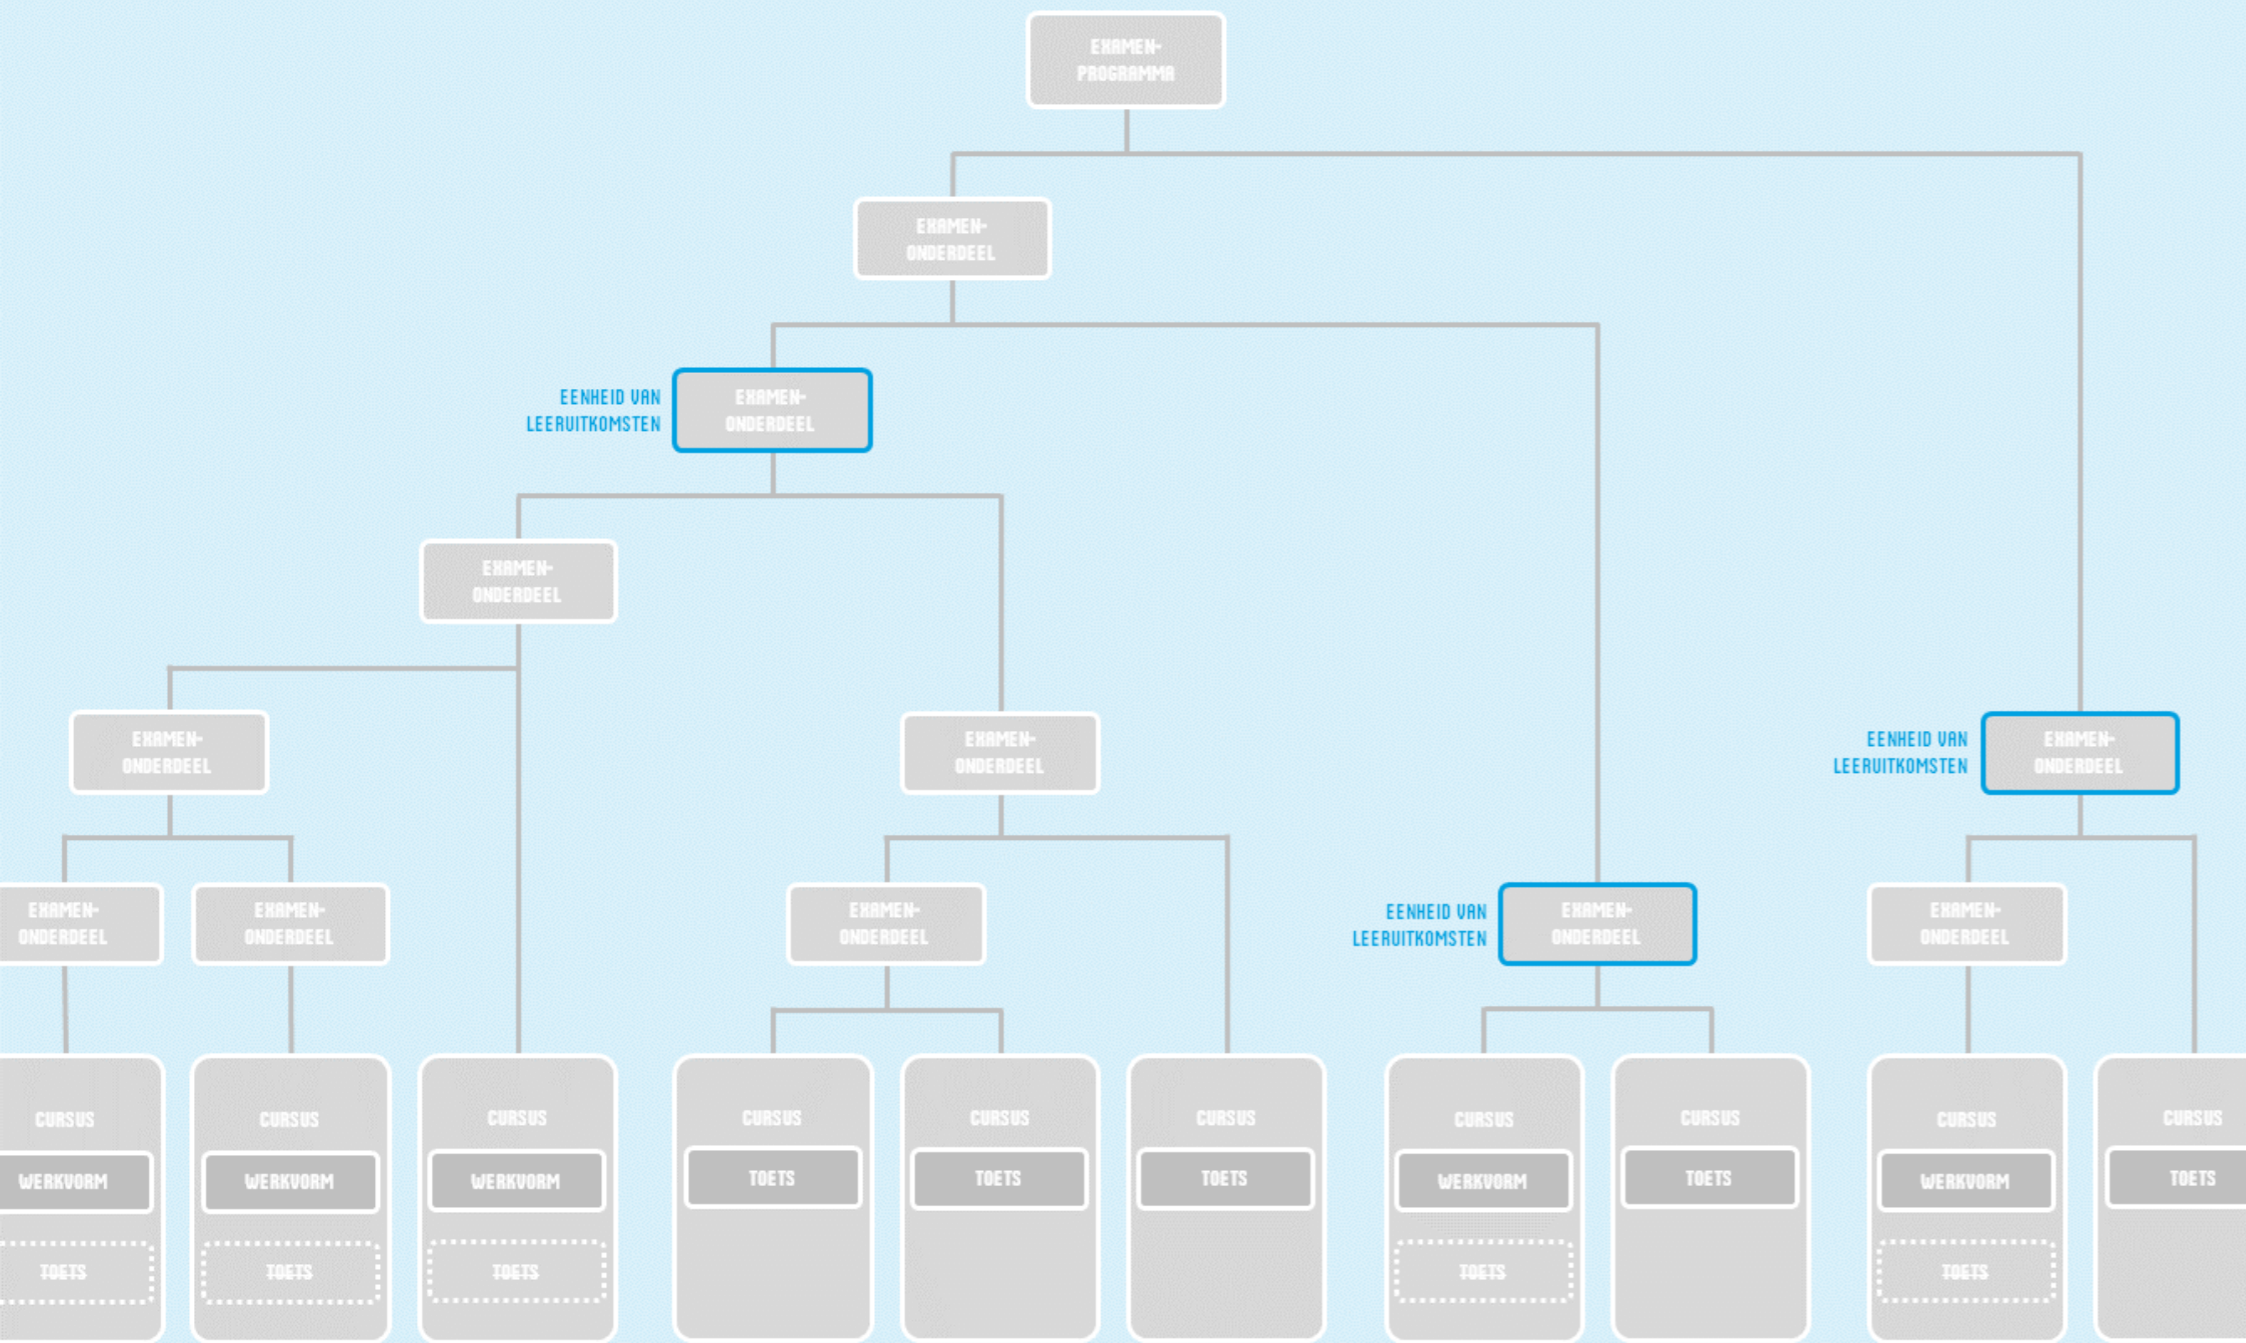 EXAMEN-
PROGRAMMA
EXAMEN-
ONDERDEEL
EENHEID VAN
LEERUITKOMSTEN
EXAMEN-
ONDERDEEL
EXAMEN-
ONDERDEEL
EXAMEN-
ONDERDEEL
EXAMEN-
ONDERDEEL
EENHEID VAN
LEERUITKOMSTEN
EXAMEN-
ONDERDEEL
EXAMEN-
ONDERDEEL
EXAMEN-
ONDERDEEL
EXAMEN-
ONDERDEEL
EENHEID VAN
LEERUITKOMSTEN
EXAMEN-
ONDERDEEL
EXAMEN-
ONDERDEEL
CURSUS
WERKVORM
TOETS
CURSUS
WERKVORM
TOETS
CURSUS
WERKVORM
TOETS
CURSUS
TOETS
CURSUS
TOETS
CURSUS
TOETS
CURSUS
WERKVORM
TOETS
CURSUS
TOETS
CURSUS
WERKVORM
TOETS
CURSUS
TOETS